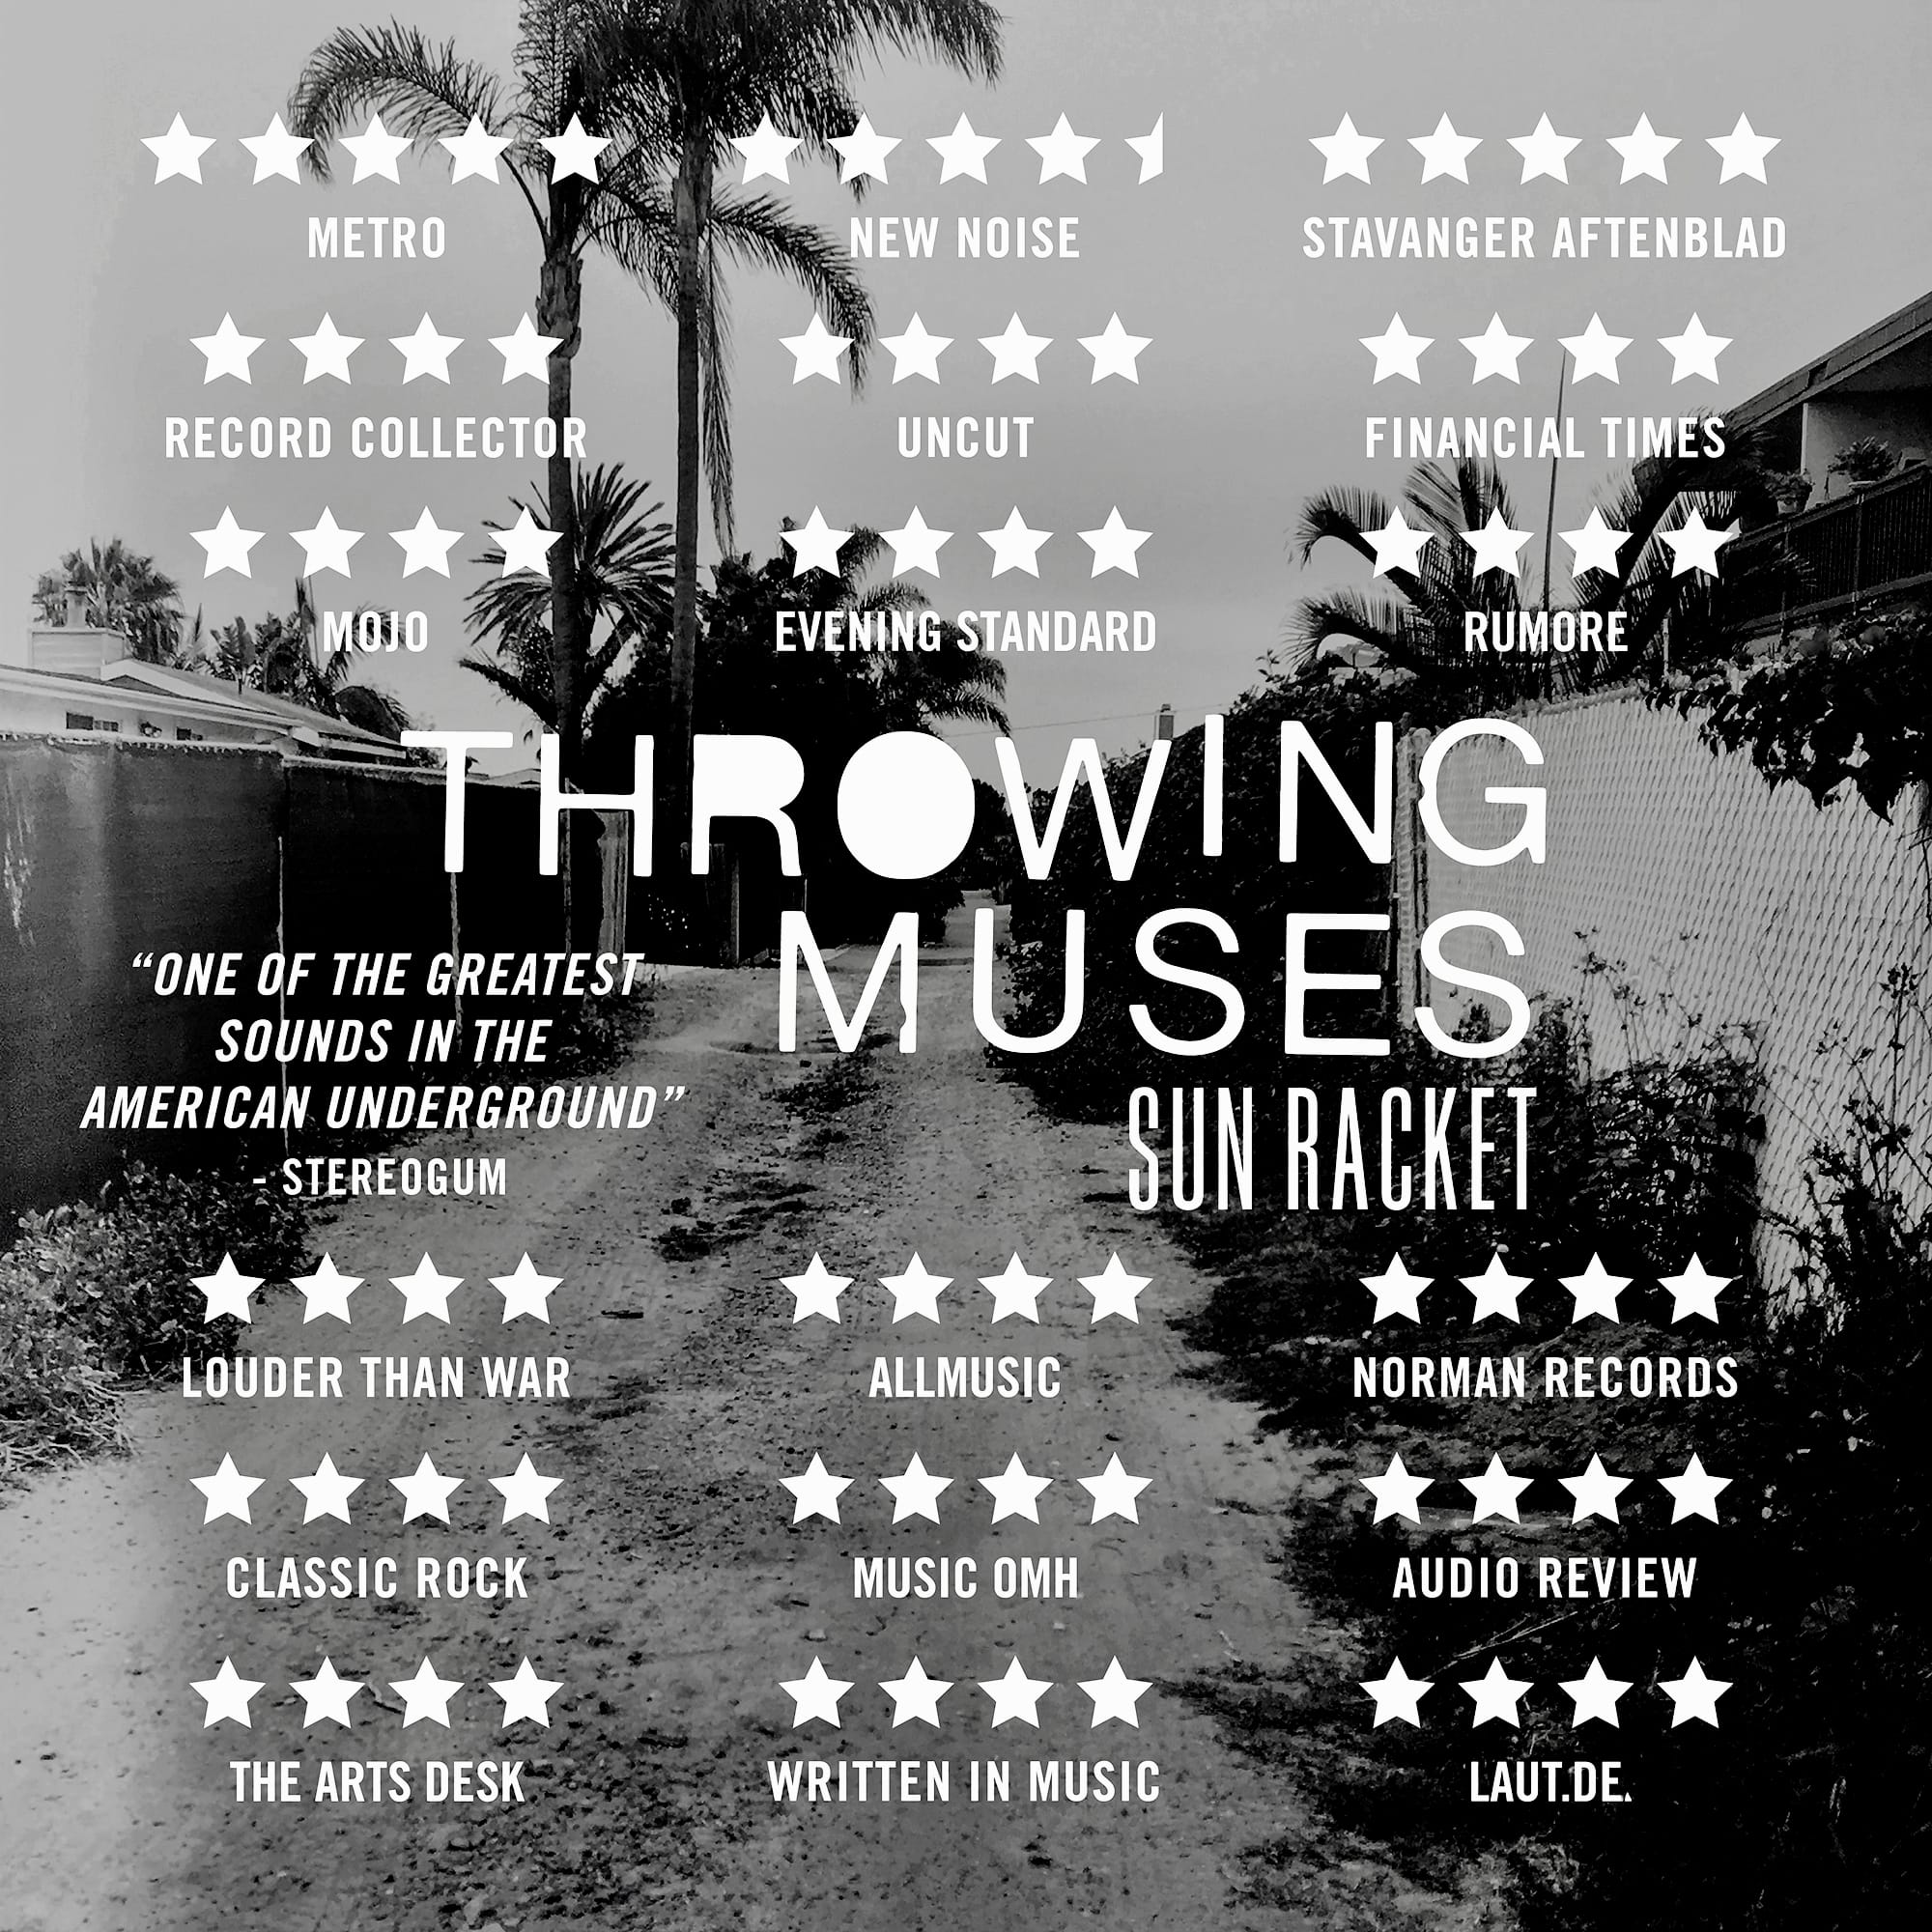 METRO
NEW NOISE
STAVANGER AFTENBLAD
RECORD COLLECTOR
UNCUT
FINANCIAL TIMES
MOJO
EVENING STANDARD
RUMORE
THROWING
MUSES
SUN RACKET
“ONE OF THE GREATEST
SOUNDS IN THE
AMERICAN UNDERGROUND”
- STEREOGUM
LOUDER THAN WAR
ALLMUSIC
NORMAN RECORDS
CLASSIC ROCK
MUSIC OMH
AUDIO REVIEW
THE ARTS DESK
WRITTEN IN MUSIC
LAUT.DE.